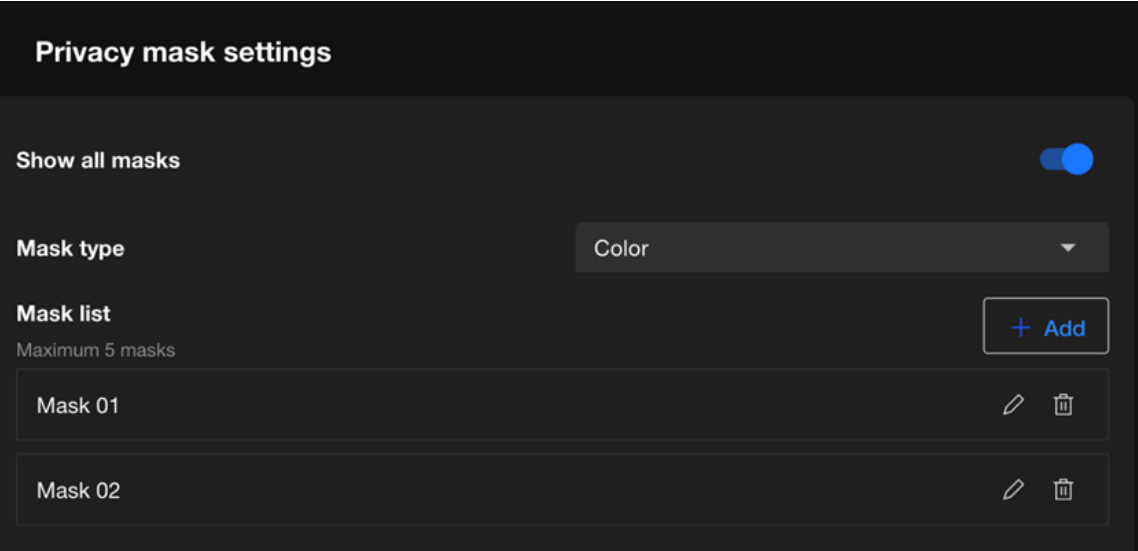 Privacy mask settings
Show all masks
Mask type Color
Mask list
+ Add
Maximum 5 masks
Mask 01
Mask 02